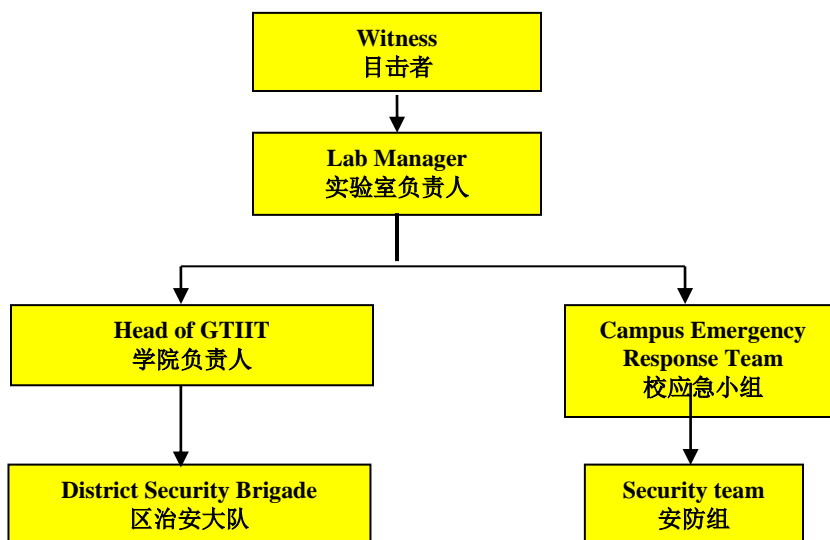 Witness
目击者
Lab Manager
实验室负责人
Head of GTIIT
学院负责人
Campus Emergency
Response Team
校应急小组
District Security Brigade
区治安大队
Security team
安防组